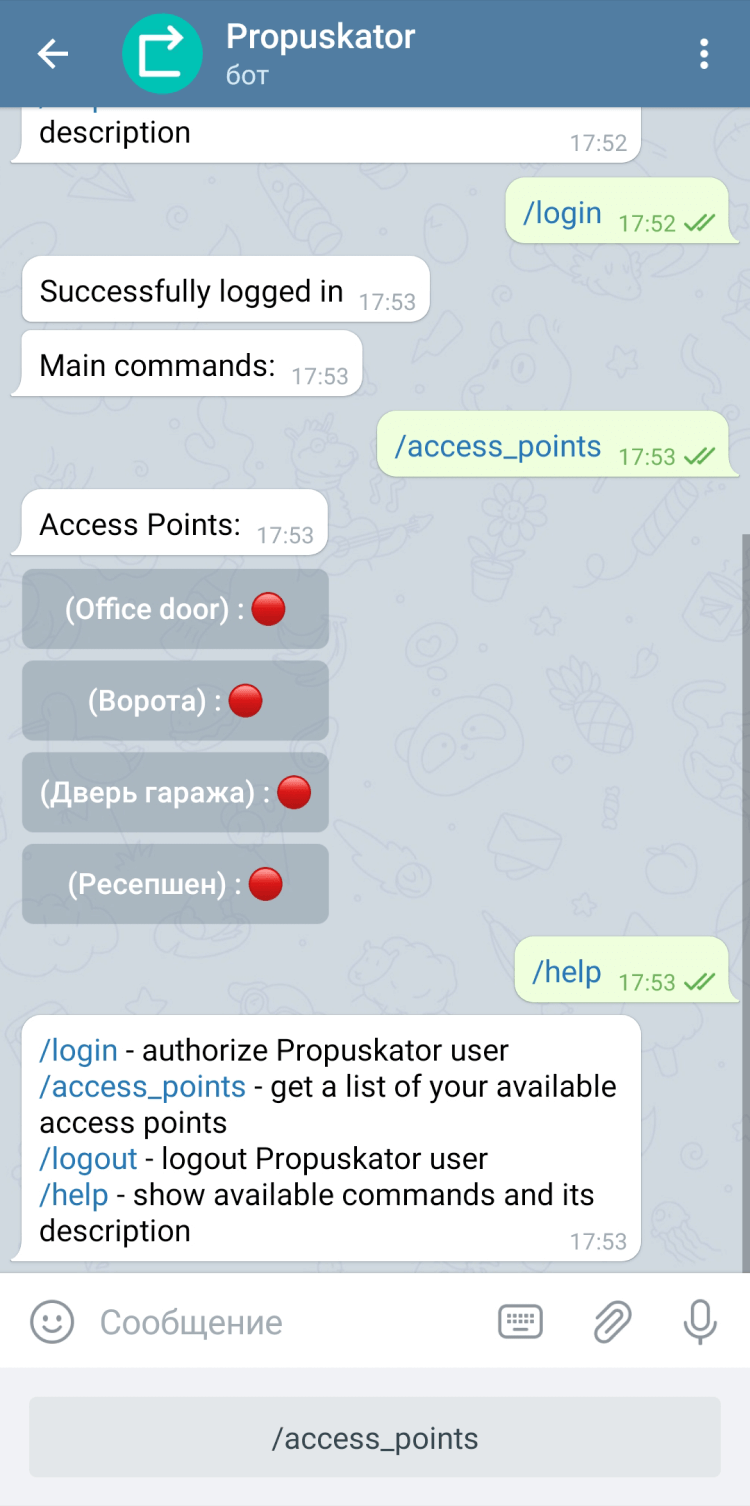 Propuskator
бот
description 17:52
/login 17:52
Successfully logged in 17:53
Main commands: 17:53
/access_points 17:53
Access Points: 17:53
(Office door) :
(Ворота) :
(Дверь гаража) :
(Ресепшен) :
/help 17:53
/login - authorize Propuskator user
/access_points - get a list of your available
access points
/logout - logout Propuskator user
/help - show available commands and its
description 17:53
Сообщение
/access_points